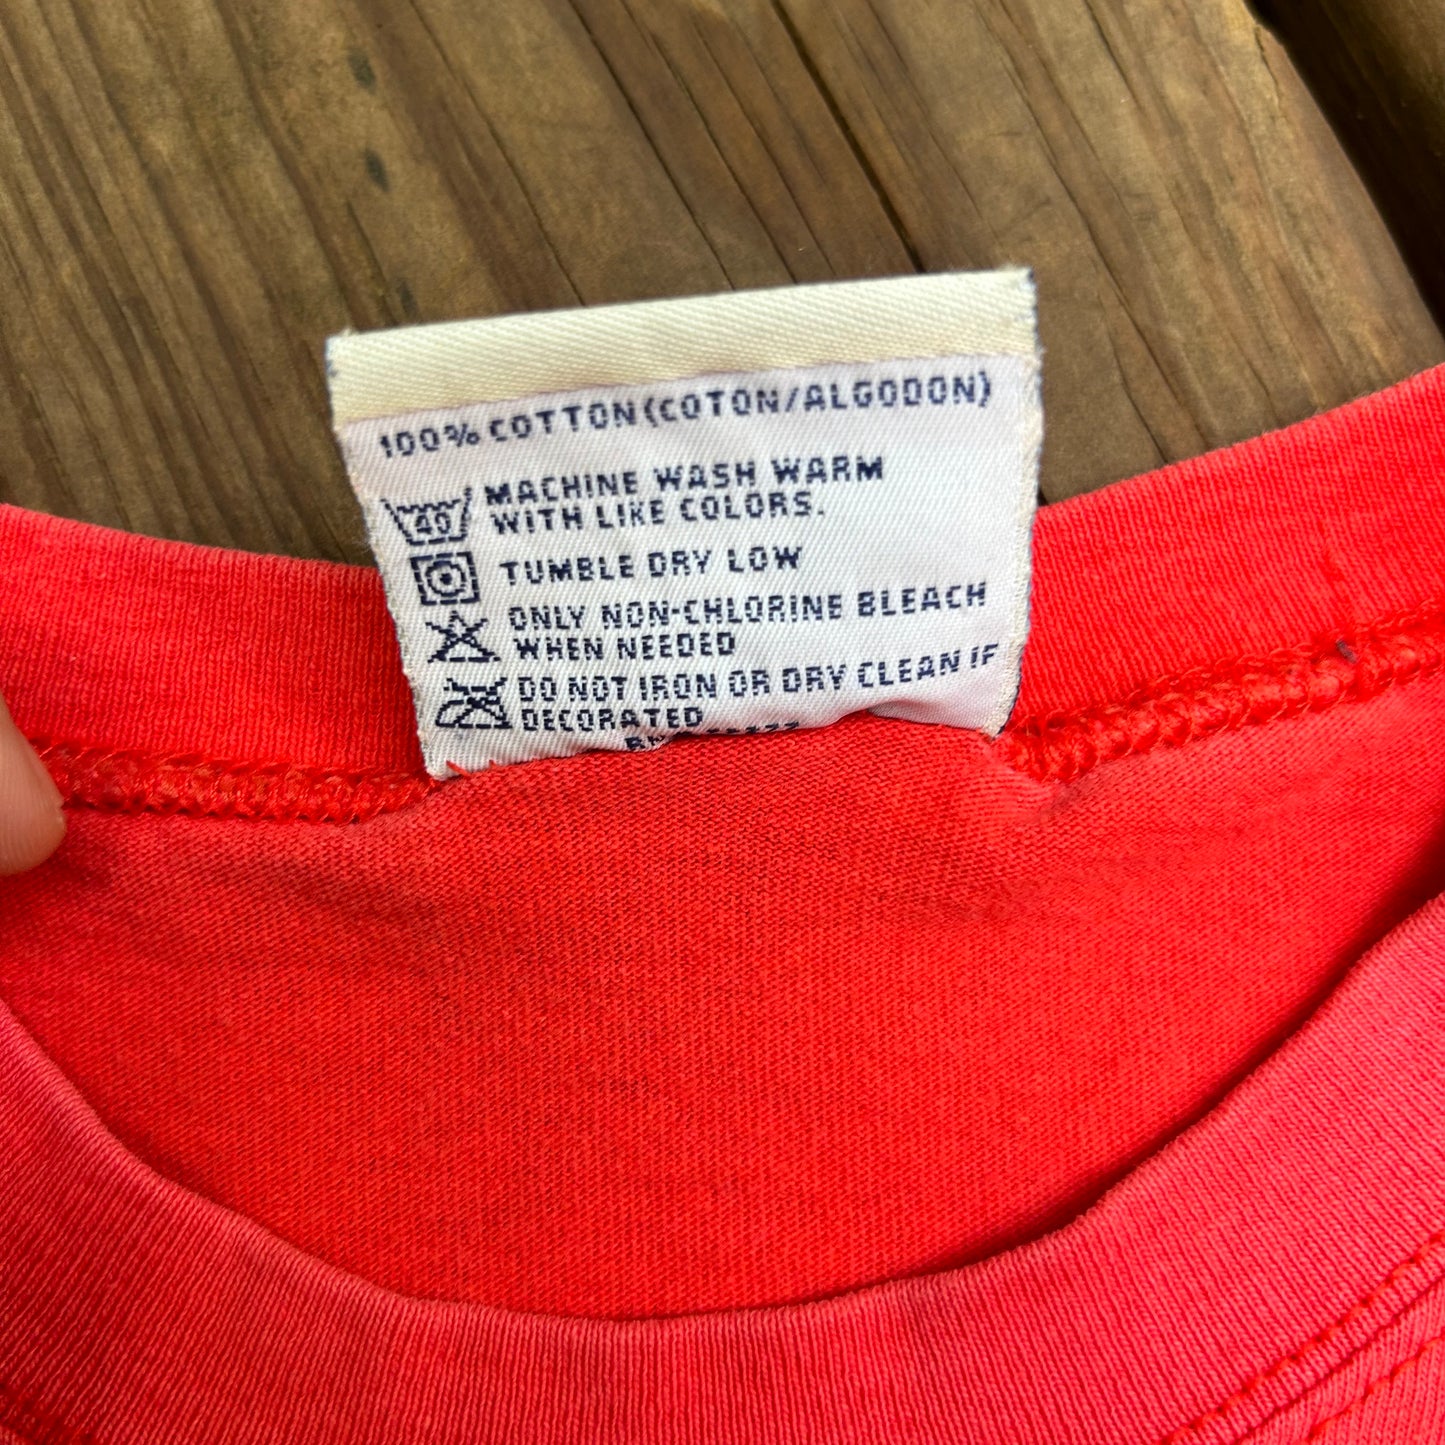 100% COTTON(COTON/ALGODON)
MACHINE WASH WARM
WITH LIKE COLORS.
40
TUMBLE DRY LOW
ONLY NON-CHLORINE BLEACH
WHEN NEEDED
DO NOT IRON OR DRY CLEAN IF
DECORATED